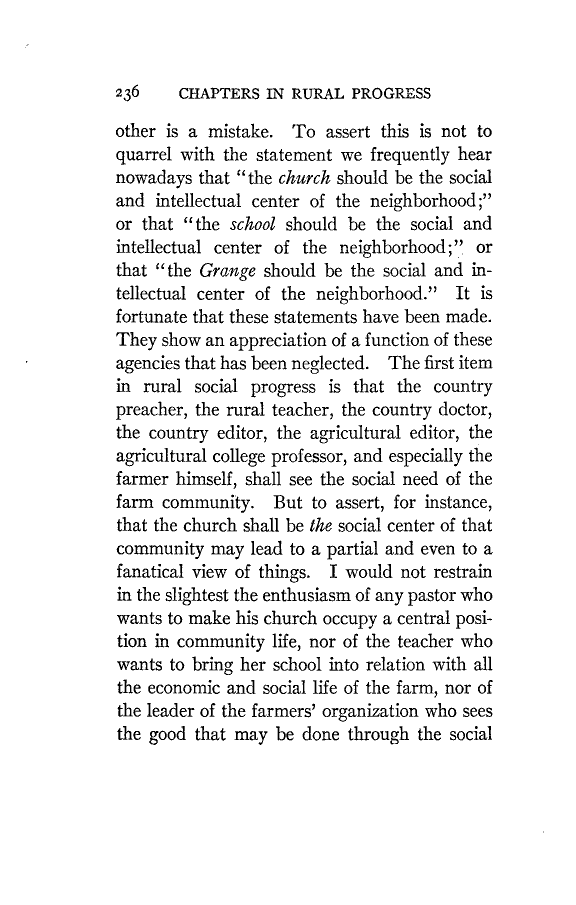 236 CHAPTERS IN RURAL PROGRESS
other is a mistake. To assert this is not to
quarrel with the statement we frequently hear
nowadays that "the church should be the social
and intellectual center of the neighborhood;"
or that "the school should be the social and
intellectual center of the neighborhood;" or
that "the Grange should be the social and in-
tellectual center of the neighborhood." It is
fortunate that these statements have been made.
They show an appreciation of a function of these
agencies that has been neglected. The first item
in rural social progress is that the country
preacher, the rural teacher, the country doctor,
the country editor, the agricultural editor, the
agricultural college professor, and especially the
farmer himself, shall see the social need of the
farm community. But to assert, for instance,
that the church shall be the social center of that
community may lead to a partial and even to a
fanatical view of things. I would not restrain
in the slightest the enthusiasm of any pastor who
wants to make his church occupy a central posi-
tion in community life, nor of the teacher who
wants to bring her school into relation with all
the economic and social life of the farm, nor of
the leader of the farmers' organization who sees
the good that may be done through the social